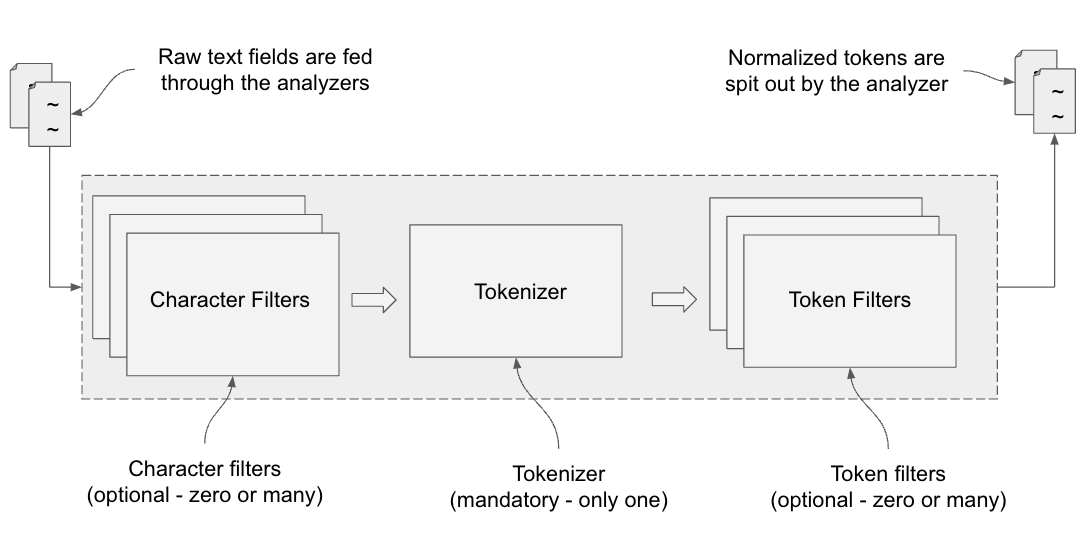 Raw text fields are fed
through the analyzers
Normalized tokens are
spit out by the analyzer
~
~
~
~
Character Filters
Tokenizer
Token Filters
Character filters
(optional - zero or many)
Tokenizer
(mandatory - only one)
Token filters
(optional - zero or many)